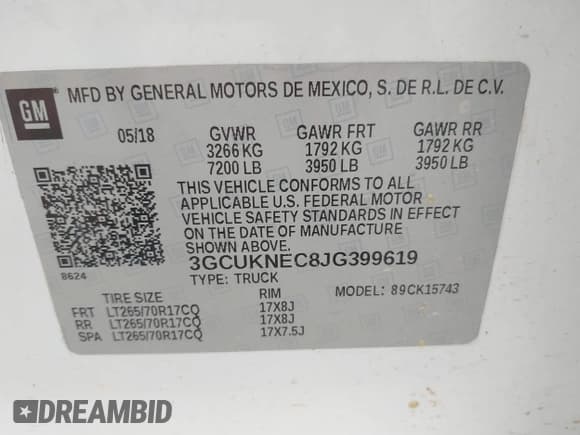 GM
MFD BY GENERAL MOTORS DE MEXICO, S. DE R.L. DE C.V.
05/18 GVWR GAWR FRT GAWR RR
3266 KG 1792 KG 1792 KG
7200 LB 3950 LB 3950 LB
THIS VEHICLE CONFORMS TO ALL
APPLICABLE U.S. FEDERAL MOTOR
VEHICLE SAFETY STANDARDS IN EFFECT
ON THE DATE OF MANUFACTURE
SHOWN ABOVE.
8624
3GCUKNEC8JG399619
TYPE: TRUCK
TIRE SIZE RIM MODEL: 89CK15743
FRT LT265/70R17CQ 17X8J
RR LT265/70R17CQ 17X8J
SPA LT265/70R17CQ 17X7.5J
DREAMBID